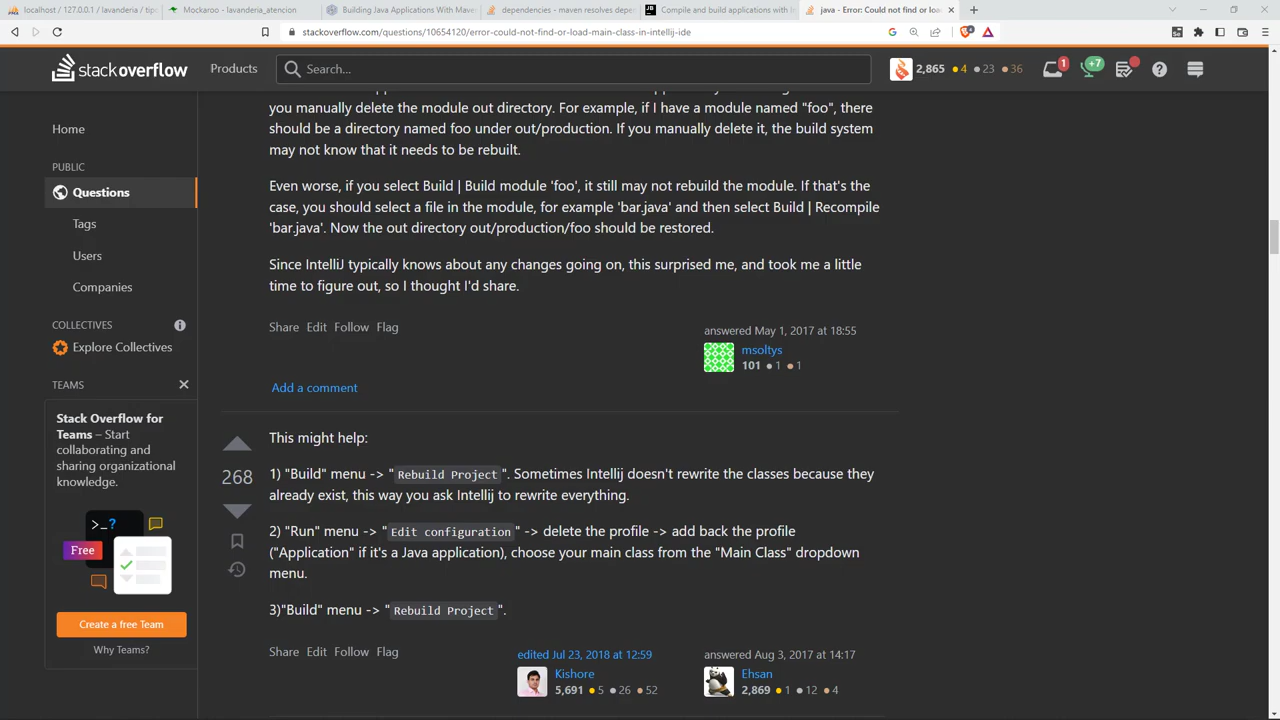 localhost / 127.0.0.1 / lavanderia / tipo
Mockaroo - lavanderia_atencion
Building Java Applications With Maven
dependencies - maven resolves depen
Compile and build applications with I
java - Error: Could not find or load
stackoverflow.com/questions/10654120/error-could-not-find-or-load-main-class-in-intellij-ide
stackoverflow
Products
Search...
2,865 4 23 36
1
+7
Home
PUBLIC
Questions
Tags
Users
Companies
COLLECTIVES
Explore Collectives
TEAMS
Stack Overflow for
Teams – Start
collaborating and
sharing organizational
knowledge.
>_?
Free
Create a free Team
Why Teams?
you manually delete the module out directory. For example, if I have a module named "foo", there
should be a directory named foo under out/production. If you manually delete it, the build system
may not know that it needs to be rebuilt.
Even worse, if you select Build | Build module 'foo', it still may not rebuild the module. If that's the
case, you should select a file in the module, for example 'bar.java' and then select Build | Recompile
'bar.java'. Now the out directory out/production/foo should be restored.
Since IntelliJ typically knows about any changes going on, this surprised me, and took me a little
time to figure out, so I thought I'd share.
Share Edit Follow Flag
answered May 1, 2017 at 18:55
msoltys
101 1 1
Add a comment
268
This might help:
1) "Build" menu -> "Rebuild Project". Sometimes Intellij doesn't rewrite the classes because they
already exist, this way you ask Intellij to rewrite everything.
2) "Run" menu -> "Edit configuration" -> delete the profile -> add back the profile
("Application" if it's a Java application), choose your main class from the "Main Class" dropdown
menu.
3)"Build" menu -> "Rebuild Project".
Share Edit Follow Flag
edited Jul 23, 2018 at 12:59
Kishore
5,691 5 26 52
answered Aug 3, 2017 at 14:17
Ehsan
2,869 1 12 4